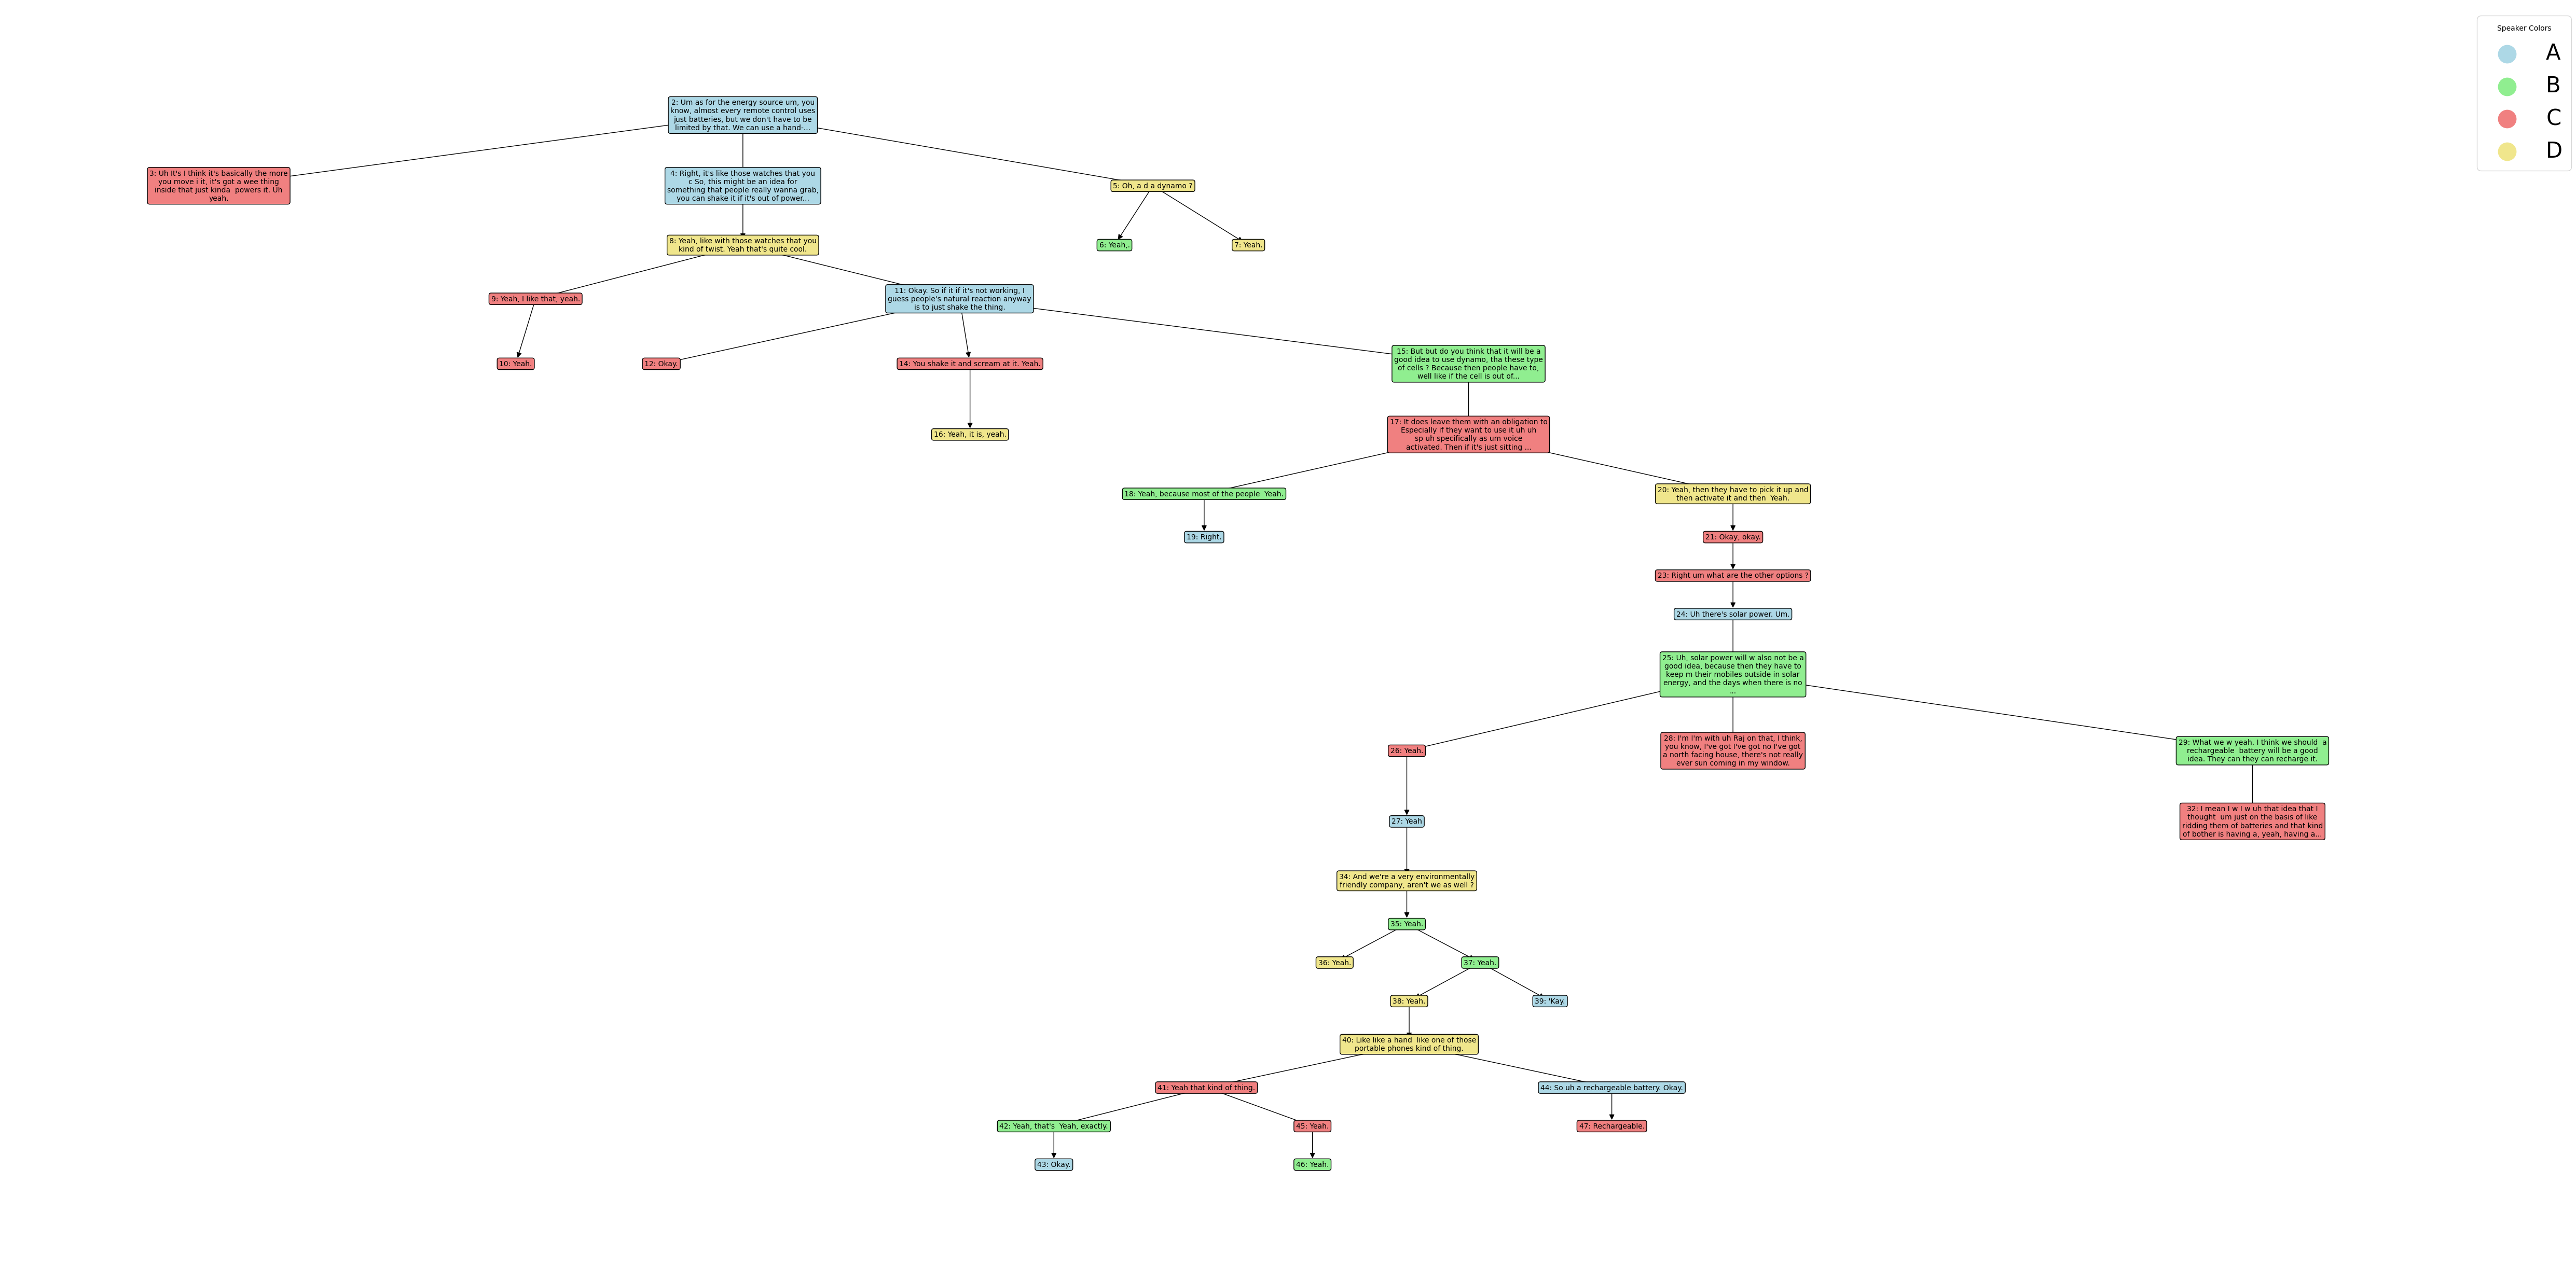 Speaker Colors
A
B
C
D
2: Um as for the energy source um, you
know, almost every remote control uses
just batteries, but we don't have to be
limited by that. We can use a hand-...
3: Uh It's I think it's basically the more
you move i it, it's got a wee thing
inside that just kinda  powers it. Uh
yeah.
4: Right, it's like those watches that you
c So, this might be an idea for
something that people really wanna grab,
you can shake it if it's out of power...
5: Oh, a d a dynamo ?
6: Yeah,.
7: Yeah.
8: Yeah, like with those watches that you
kind of twist. Yeah that's quite cool.
9: Yeah, I like that, yeah.
11: Okay. So if it if it's not working, I
guess people's natural reaction anyway
is to just shake the thing.
10: Yeah.
12: Okay.
14: You shake it and scream at it. Yeah.
15: But but do you think that it will be a
good idea to use dynamo, tha these type
of cells ? Because then people have to,
well like if the cell is out of...
16: Yeah, it is, yeah.
17: It does leave them with an obligation to
Especially if they want to use it uh uh
sp uh specifically as um voice
activated. Then if it's just sitting ...
18: Yeah, because most of the people  Yeah.
20: Yeah, then they have to pick it up and
then activate it and then  Yeah.
19: Right.
21: Okay, okay.
23: Right um what are the other options ?
24: Uh there's solar power. Um.
25: Uh, solar power will w also not be a
good idea, because then they have to
keep m their mobiles outside in solar
energy, and the days when there is no
...
26: Yeah.
28: I'm I'm with uh Raj on that, I think,
you know, I've got I've got no I've got
a north facing house, there's not really
ever sun coming in my window.
29: What we w yeah. I think we should  a
rechargeable  battery will be a good
idea. They can they can recharge it.
27: Yeah
32: I mean I w I w uh that idea that I
thought  um just on the basis of like
ridding them of batteries and that kind
of bother is having a, yeah, having a...
34: And we're a very environmentally
friendly company, aren't we as well ?
35: Yeah.
36: Yeah.
37: Yeah.
38: Yeah.
39: 'Kay.
40: Like like a hand  like one of those
portable phones kind of thing.
41: Yeah that kind of thing.
44: So uh a rechargeable battery. Okay.
42: Yeah, that's  Yeah, exactly.
45: Yeah.
47: Rechargeable.
43: Okay.
46: Yeah.